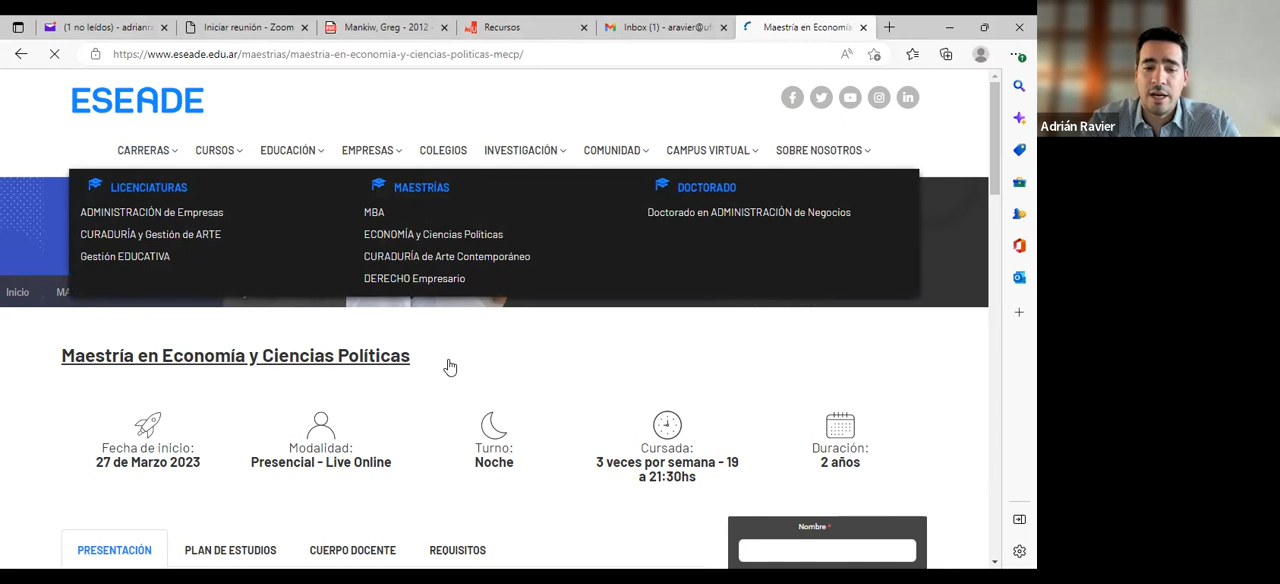 (1 no leídos) - adrianra
Iniciar reunión - Zoom
Mankiw, Greg - 2012 -
Recursos
Inbox (1) - aravier@uf
Maestría en Economía
https://www.eseade.edu.ar/maestrias/maestria-en-economia-y-ciencias-politicas-mecp/
Adrián Ravier
ESEADE
CARRERAS
CURSOS
EDUCACIÓN
EMPRESAS
COLEGIOS
INVESTIGACIÓN
COMUNIDAD
CAMPUS VIRTUAL
SOBRE NOSOTROS
LICENCIATURAS
ADMINISTRACIÓN de Empresas
CURADURÍA y Gestión de ARTE
Gestión EDUCATIVA
MAESTRÍAS
MBA
ECONOMÍA y Ciencias Políticas
CURADURÍA de Arte Contemporáneo
DERECHO Empresario
DOCTORADO
Doctorado en ADMINISTRACIÓN de Negocios
Inicio
MA
Maestría en Economía y Ciencias Políticas
Fecha de inicio:
27 de Marzo 2023
Modalidad:
Presencial - Live Online
Turno:
Noche
Cursada:
3 veces por semana - 19
a 21:30hs
Duración:
2 años
PRESENTACIÓN
PLAN DE ESTUDIOS
CUERPO DOCENTE
REQUISITOS
Nombre *